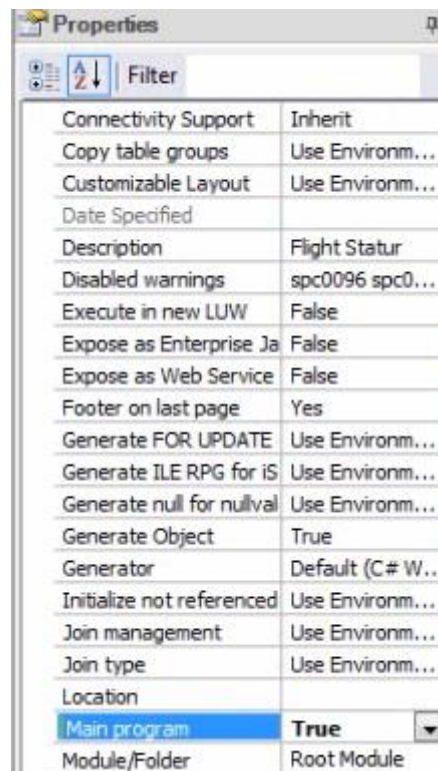 Properties
Filter
Connectivity Support Inherit
Copy table groups Use Environm...
Customizable Layout Use Environm...
Date Specified
Description Flight Statur
Disabled warnings spc0096 spc0...
Execute in new LUW False
Expose as Enterprise Ja False
Expose as Web Service False
Footer on last page Yes
Generate FOR UPDATE Use Environm...
Generate ILE RPG for iS Use Environm...
Generate null for nullval Use Environm...
Generate Object True
Generator Default (C# W...
Initialize not referenced Use Environm...
Join management Use Environm...
Join type Use Environm...
Location
Main program True
Module/Folder Root Module